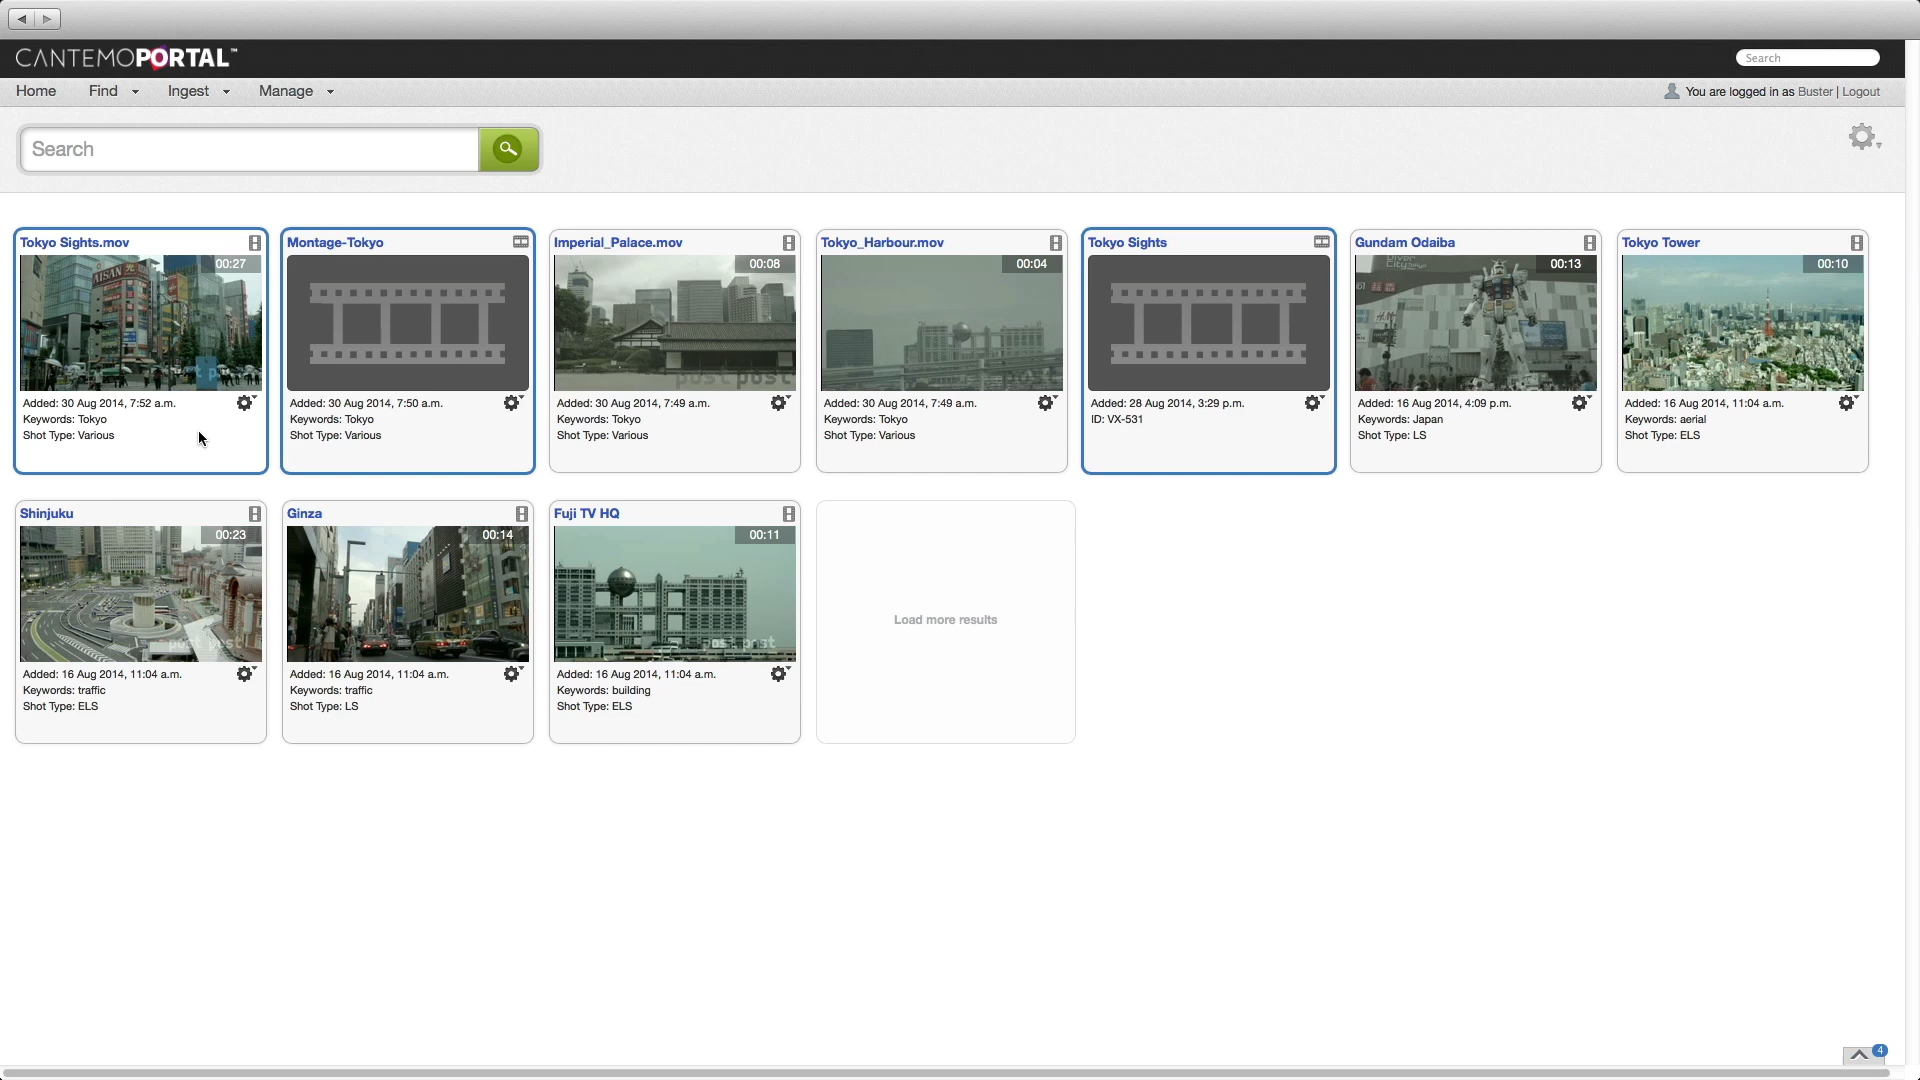 CANTEMOPORTAL™
Search
Home Find Ingest Manage
You are logged in as Buster | Logout
Search
Tokyo Sights.mov
00:27
Added: 30 Aug 2014, 7:52 a.m.
Keywords: Tokyo
Shot Type: Various
Montage-Tokyo
Added: 30 Aug 2014, 7:50 a.m.
Keywords: Tokyo
Shot Type: Various
Imperial_Palace.mov
00:08
post post
Added: 30 Aug 2014, 7:49 a.m.
Keywords: Tokyo
Shot Type: Various
Tokyo_Harbour.mov
00:04
Added: 30 Aug 2014, 7:49 a.m.
Keywords: Tokyo
Shot Type: Various
Tokyo Sights
Added: 28 Aug 2014, 3:29 p.m.
ID: VX-531
Gundam Odaiba
00:13
Added: 16 Aug 2014, 4:09 p.m.
Keywords: Japan
Shot Type: LS
Tokyo Tower
00:10
Added: 16 Aug 2014, 11:04 a.m.
Keywords: aerial
Shot Type: ELS
Shinjuku
00:23
post post
Added: 16 Aug 2014, 11:04 a.m.
Keywords: traffic
Shot Type: ELS
Ginza
00:14
Added: 16 Aug 2014, 11:04 a.m.
Keywords: traffic
Shot Type: LS
Fuji TV HQ
00:11
post post
Added: 16 Aug 2014, 11:04 a.m.
Keywords: building
Shot Type: ELS
Load more results
4